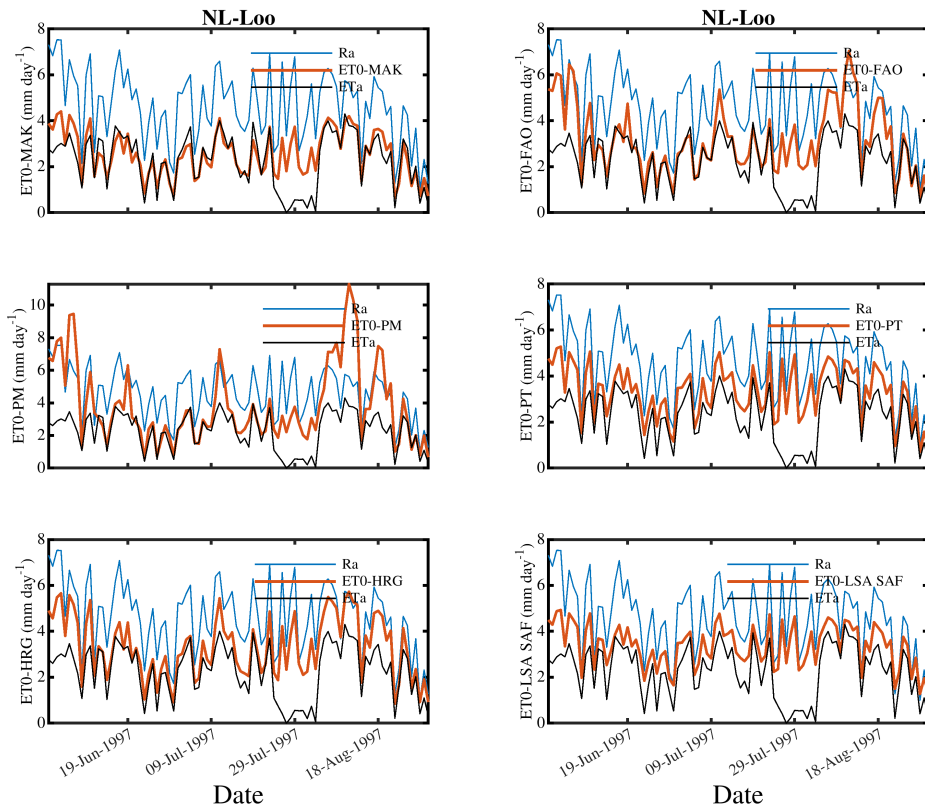 NL-Loo
NL-Loo
8
6
4
2
0
ET0-MAK (mm day-1)
Ra
ET0-MAK
ETa
8
6
4
2
0
ET0-FAO (mm day-1)
Ra
ET0-FAO
ETa
10
8
6
4
2
0
ET0-PM (mm day-1)
Ra
ET0-PM
ETa
8
6
4
2
0
ET0-PT (mm day-1)
Ra
ET0-PT
ETa
8
6
4
2
0
ET0-HRG (mm day-1)
Ra
ET0-HRG
ETa
19-Jun-1997
09-Jul-1997
29-Jul-1997
18-Aug-1997
Date
8
6
4
2
0
ET0-LSA SAF (mm day-1)
Ra
ET0-LSA SAF
ETa
19-Jun-1997
09-Jul-1997
29-Jul-1997
18-Aug-1997
Date